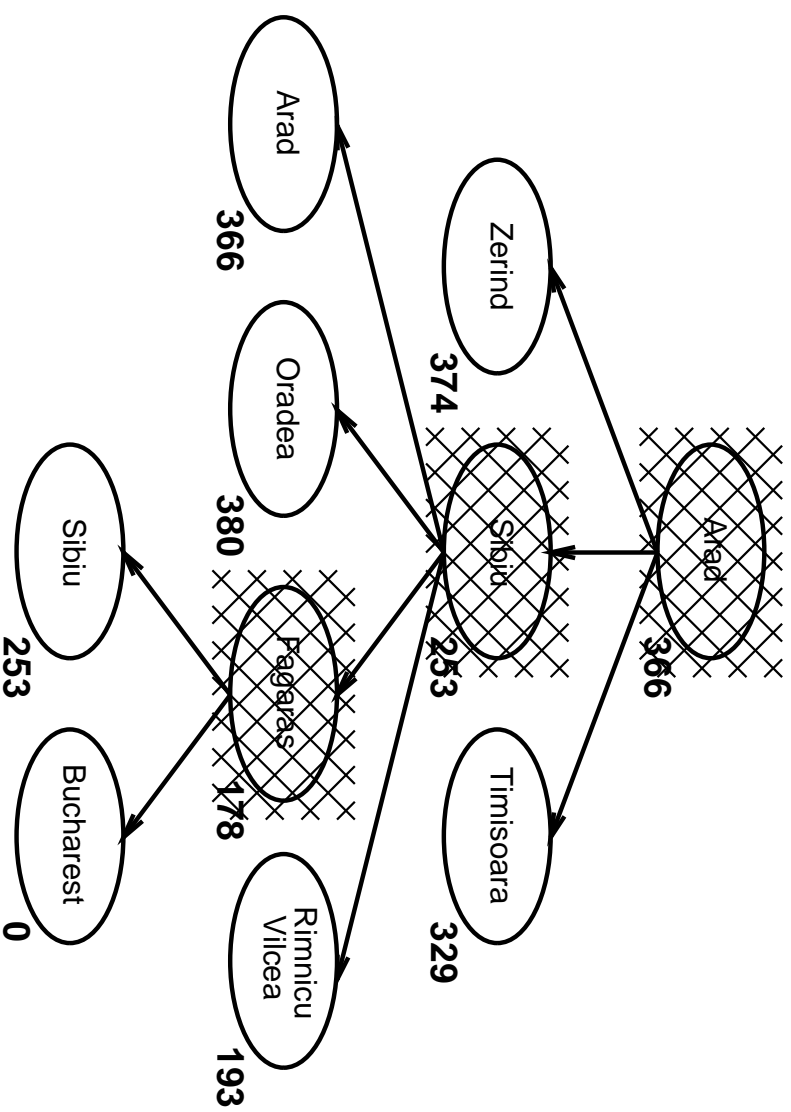 Arad
366
Zerind
374
Sibiu
253
Timisoara
329
Arad
366
Oradea
380
Fagaras
178
Rimnicu
Vilcea
193
Sibiu
253
Bucharest
0